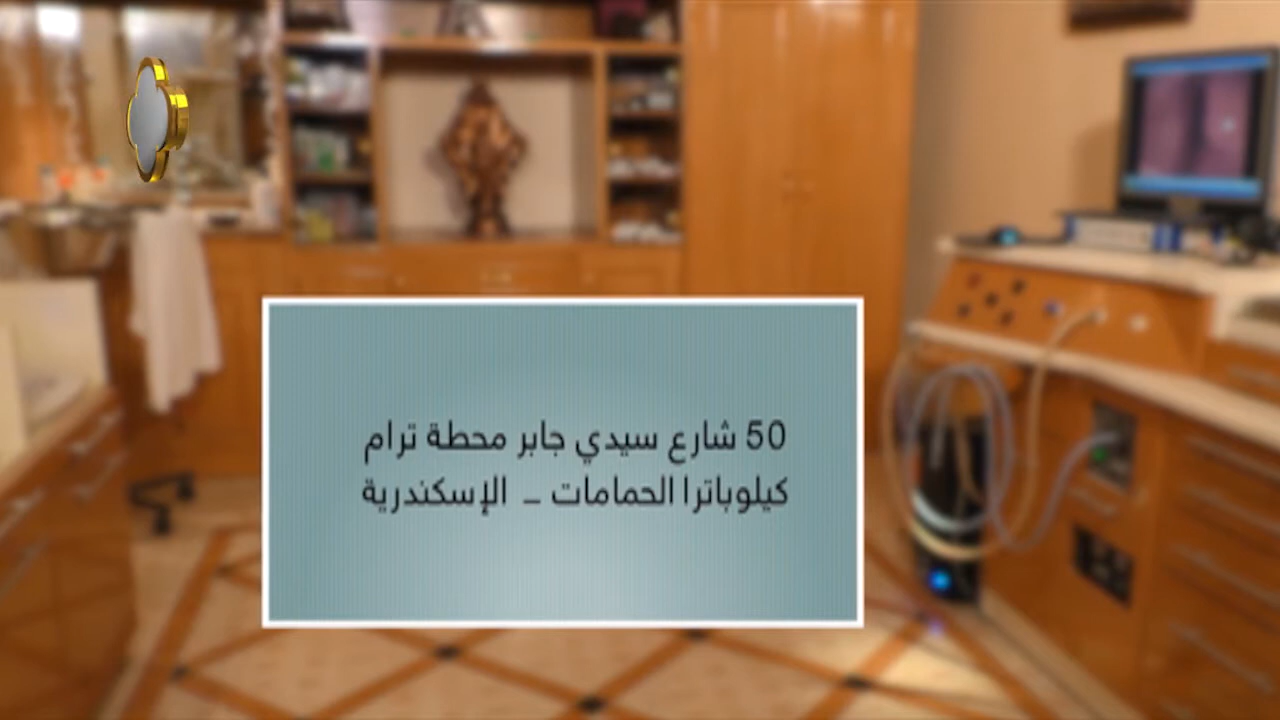 50 شارع سيدي جابر محطة ترام
كيلوباترا الحمامات - الإسكندرية